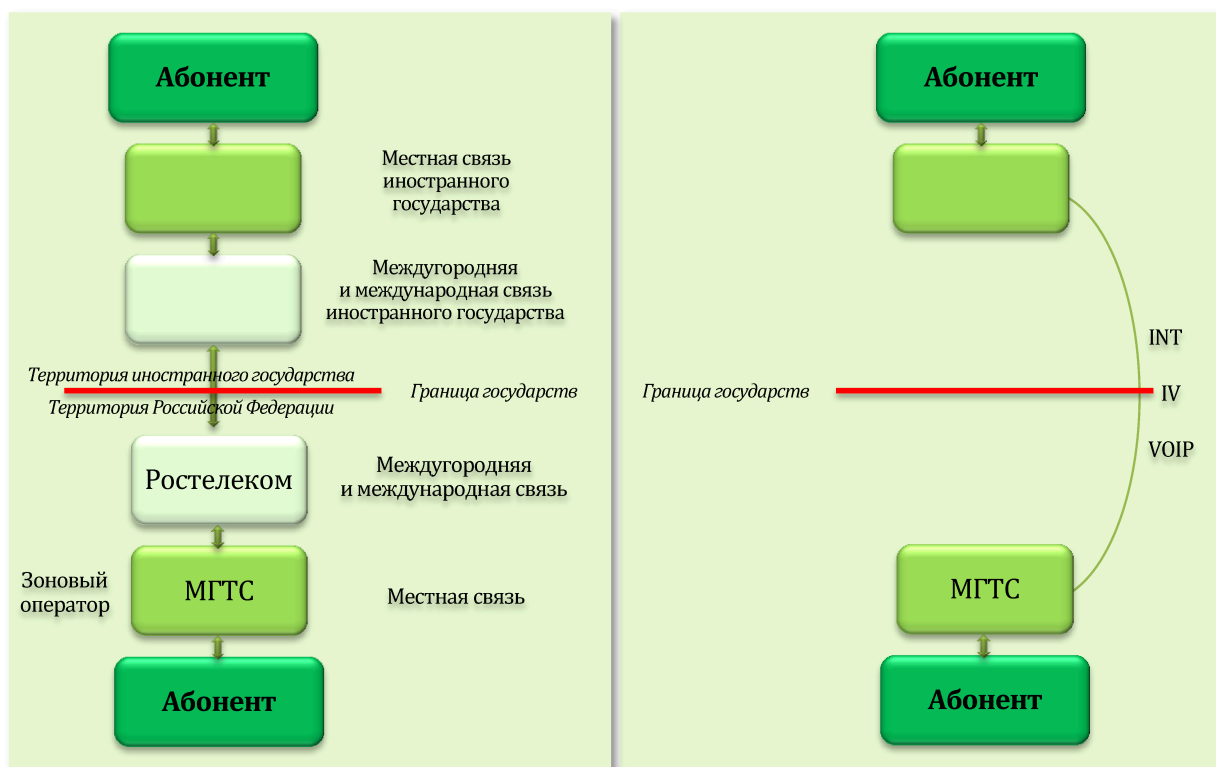 Абонент
Местная связь
иностранного
государства
Междугородняя
и международная связь
иностранного государства
Территория иностранного государства
Граница государств
Территория Российской Федерации
Ростелеком
Междугородняя
и международная связь
Зоновый
оператор
МГТС
Местная связь
Абонент
Абонент
INT
Граница государств
IV
VOIP
МГТС
Абонент